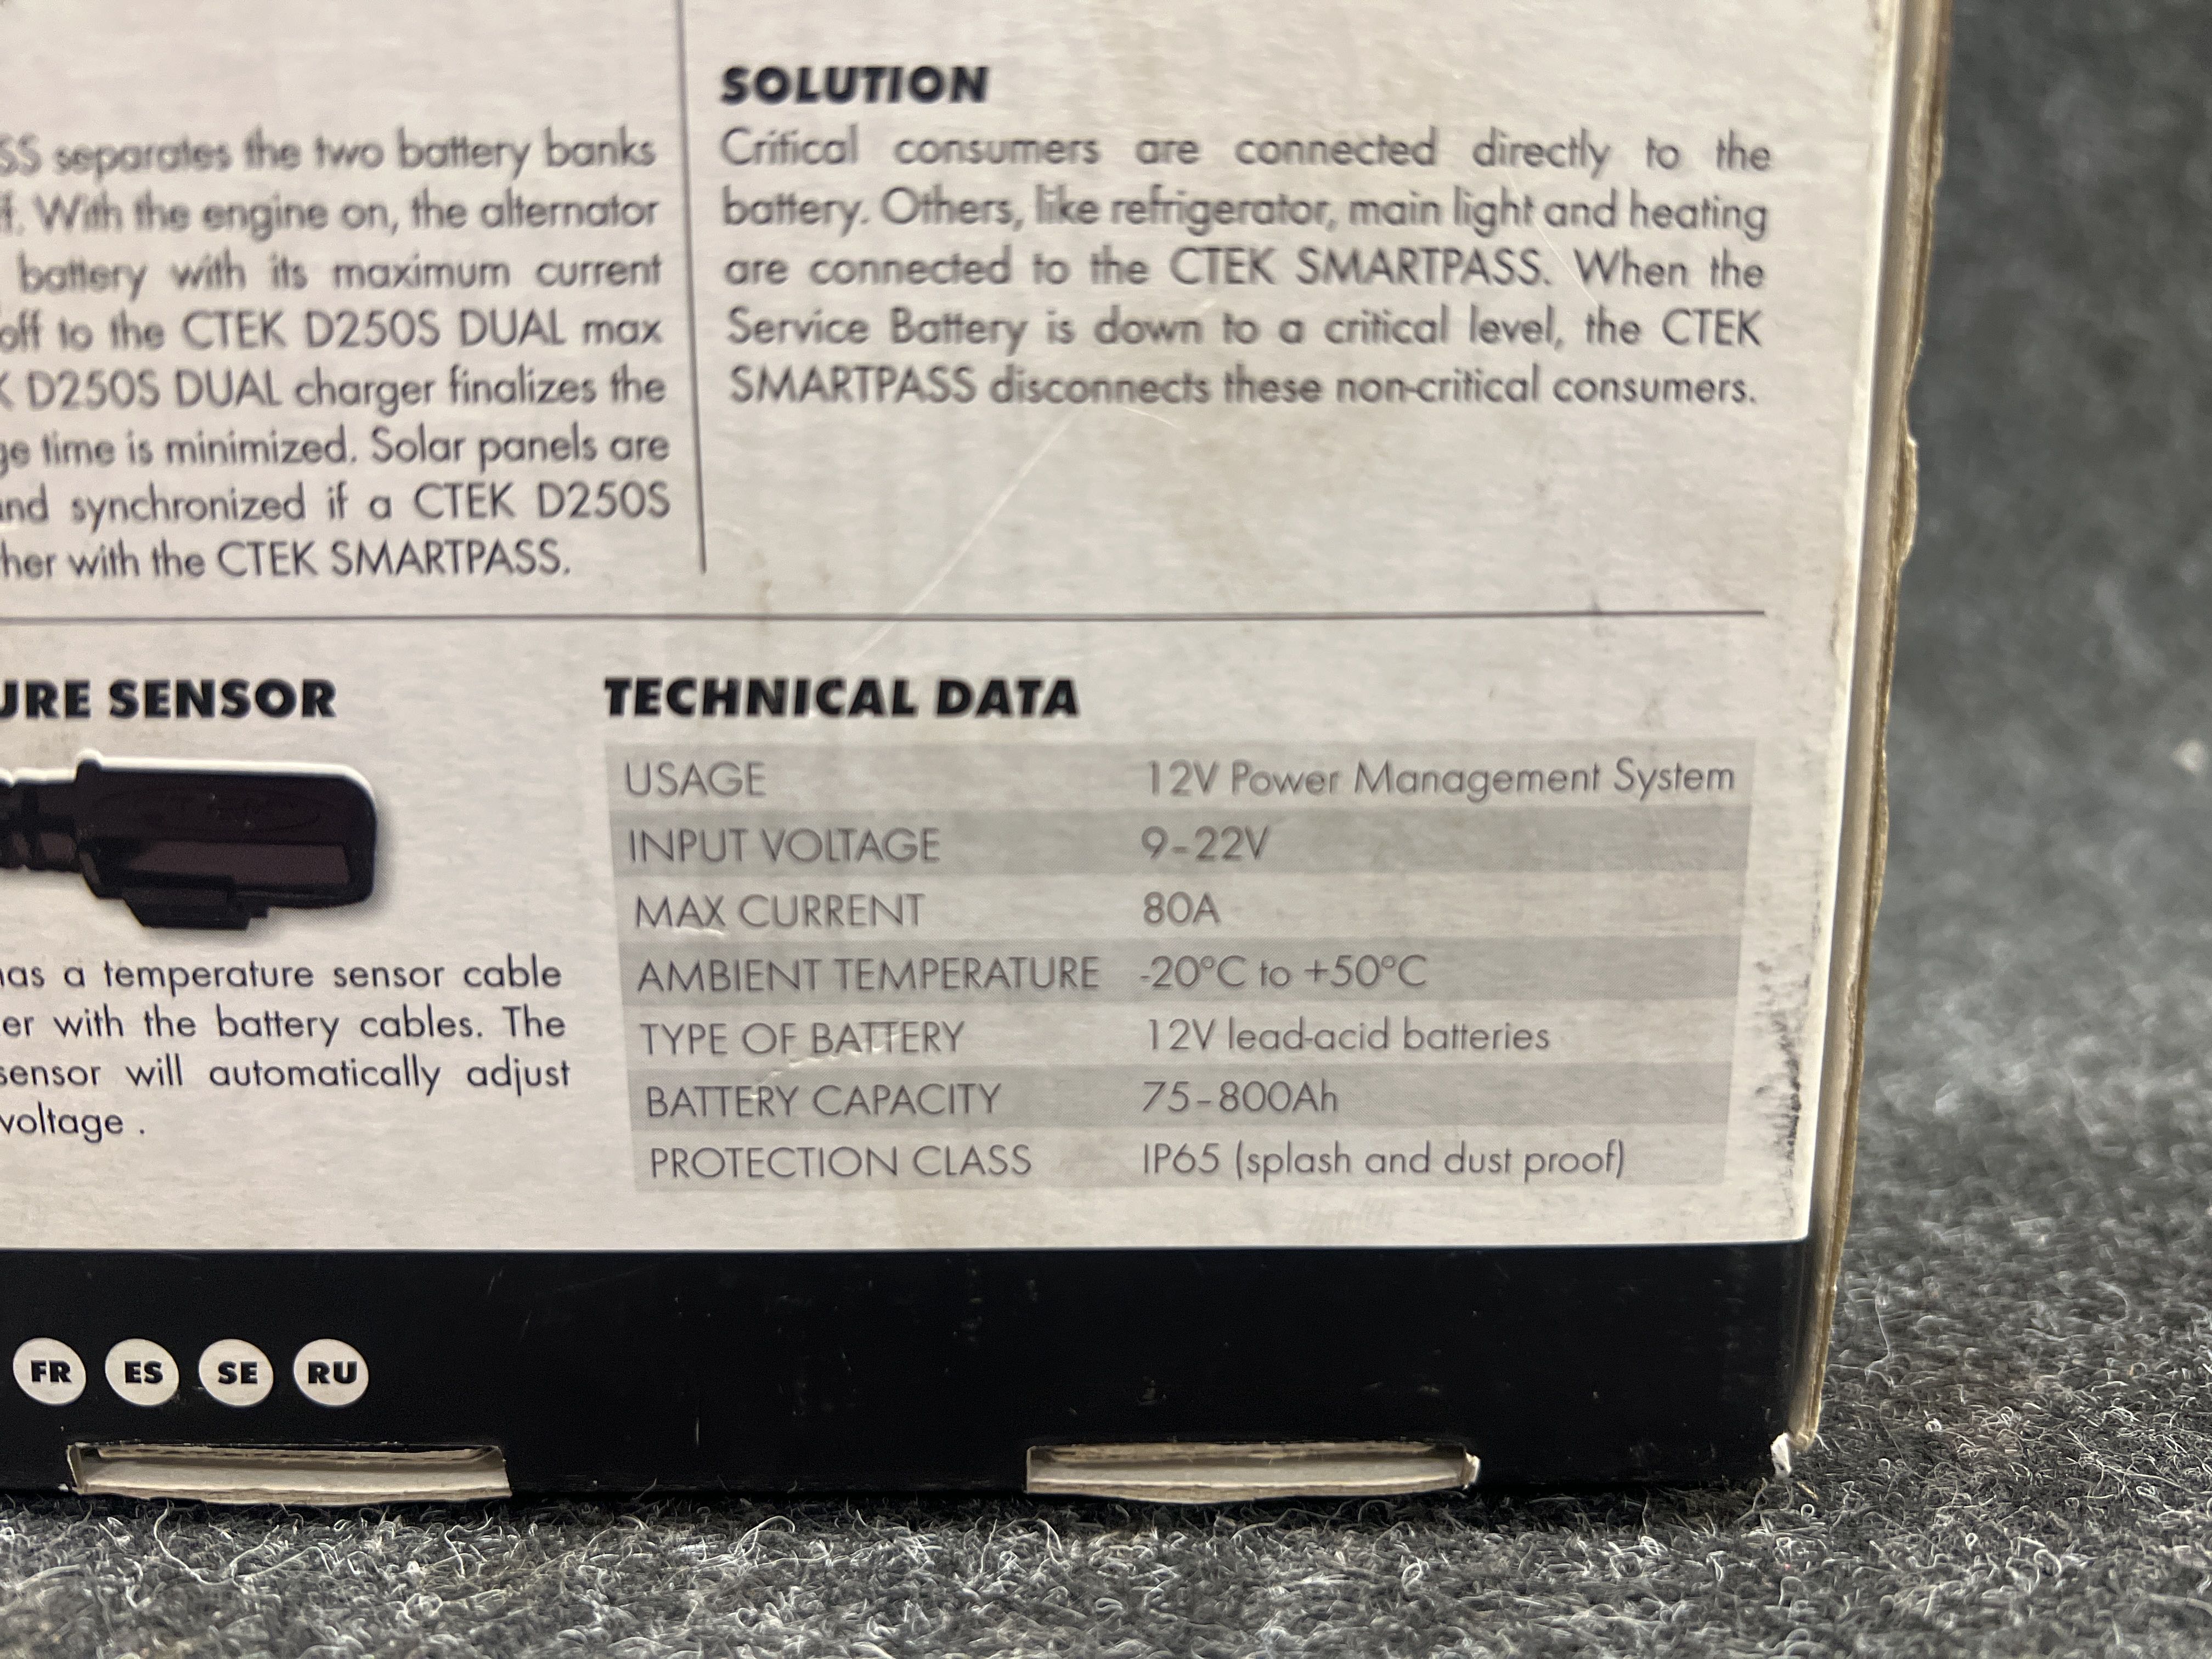 SS separates the two battery banks
With the engine on, the alternator
battery with its maximum current
off to the CTEK D250S DUAL max
K D250S DUAL charger finalizes the
ge time is minimized. Solar panels are
and synchronized if a CTEK D250S
her with the CTEK SMARTPASS.
SOLUTION
Critical consumers are connected directly to the
battery. Others, like refrigerator, main light and heating
are connected to the CTEK SMARTPASS. When the
Service Battery is down to a critical level, the CTEK
SMARTPASS disconnects these non-critical consumers.
URE SENSOR
has a temperature sensor cable
er with the battery cables. The
sensor will automatically adjust
voltage .
TECHNICAL DATA
USAGE 12V Power Management System
INPUT VOLTAGE 9–22V
MAX CURRENT 80A
AMBIENT TEMPERATURE -20°C to +50°C
TYPE OF BATTERY 12V lead-acid batteries
BATTERY CAPACITY 75–800Ah
PROTECTION CLASS IP65 (splash and dust proof)
FR ES SE RU